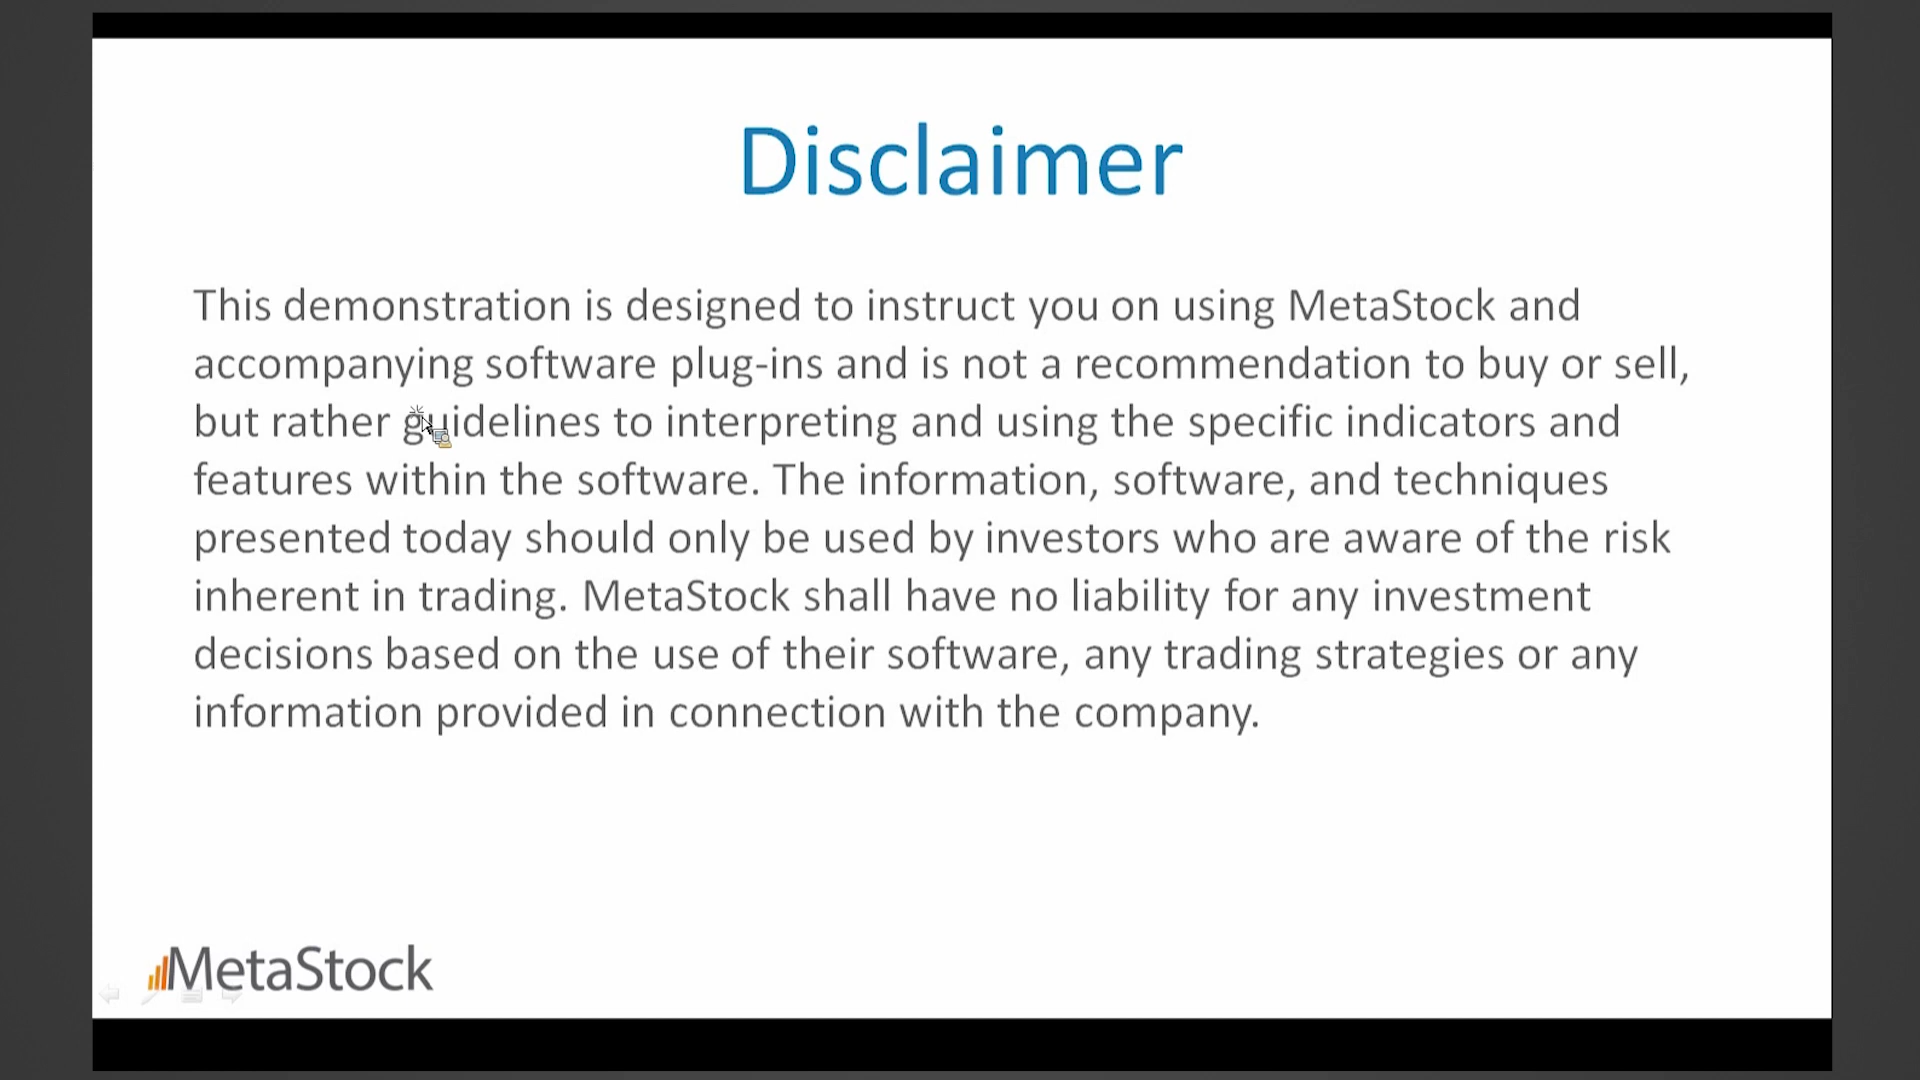 Disclaimer
This demonstration is designed to instruct you on using MetaStock and
accompanying software plug-ins and is not a recommendation to buy or sell,
but rather guidelines to interpreting and using the specific indicators and
features within the software. The information, software, and techniques
presented today should only be used by investors who are aware of the risk
inherent in trading. MetaStock shall have no liability for any investment
decisions based on the use of their software, any trading strategies or any
information provided in connection with the company.
MetaStock